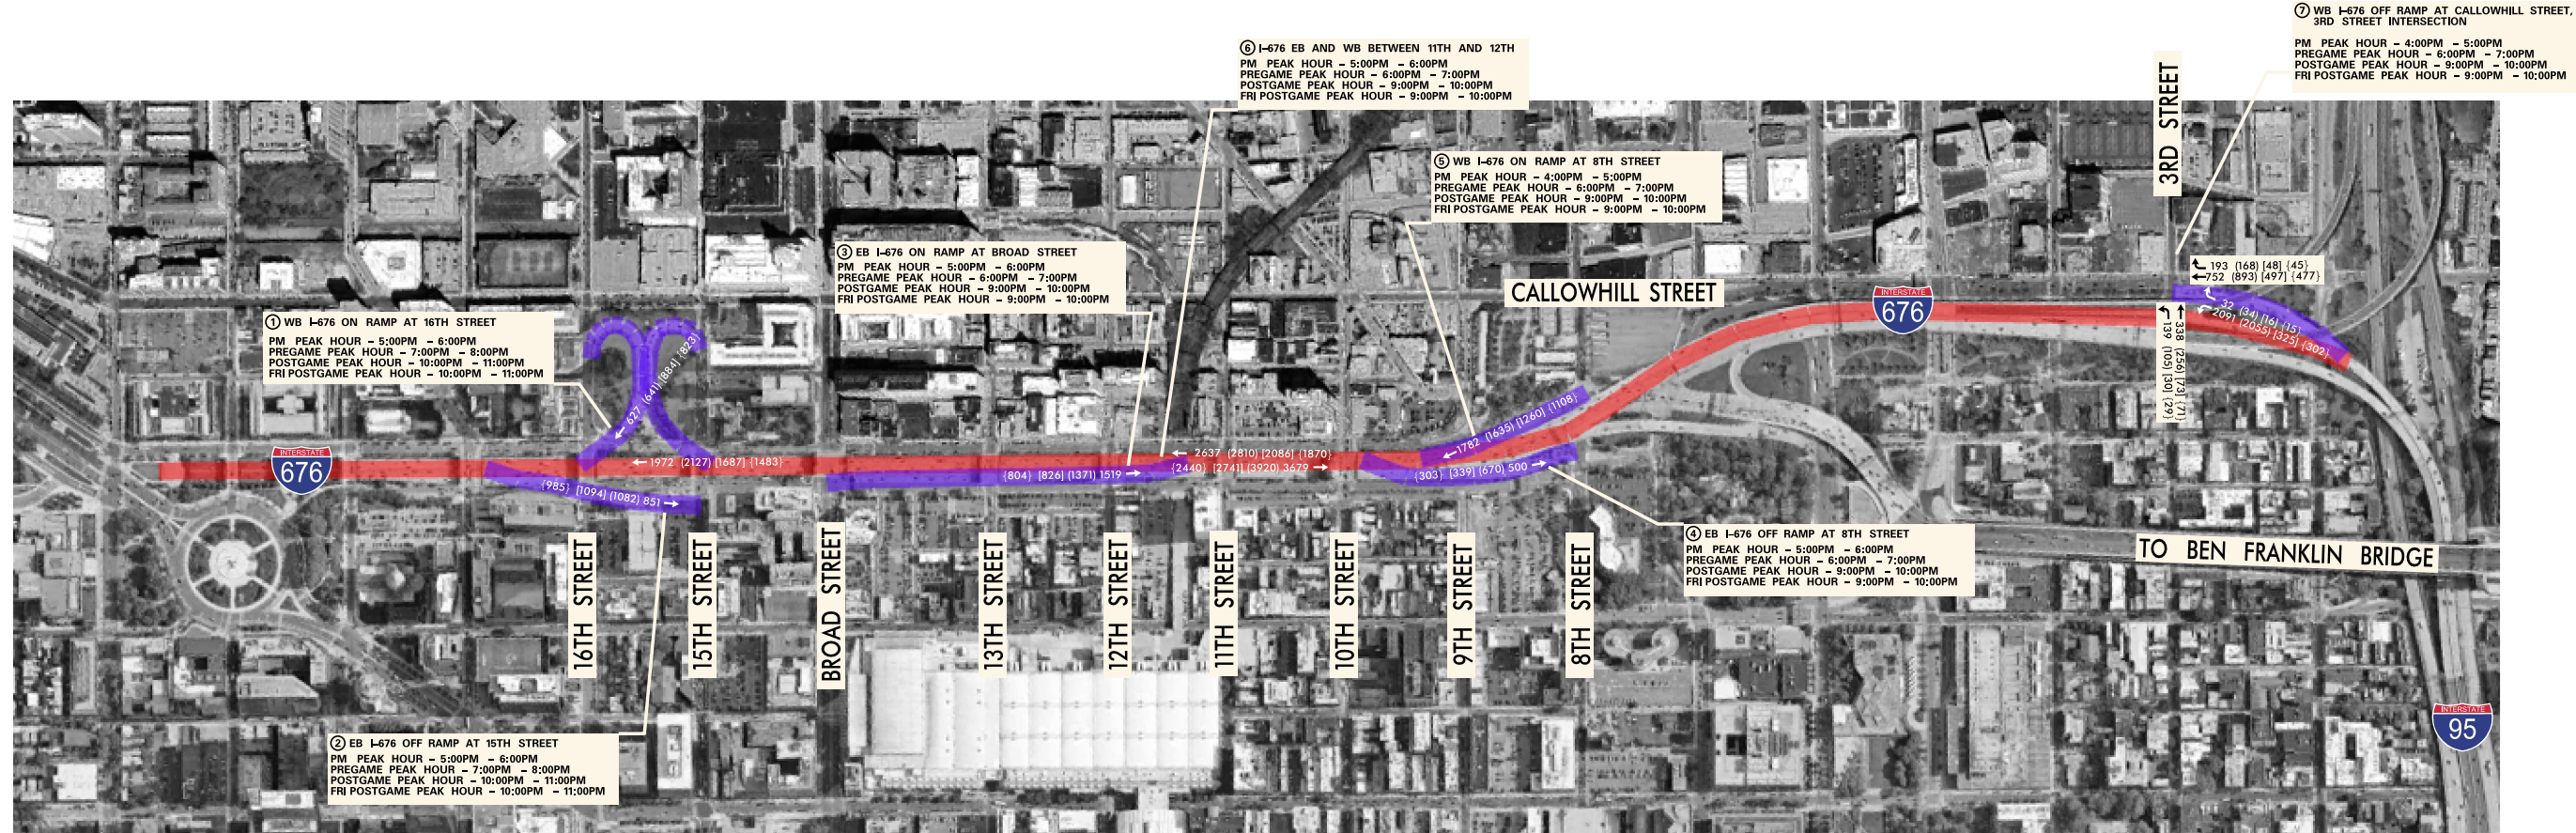 ⑦ WB I-676 OFF RAMP AT CALLOWHILL STREET,
3RD STREET INTERSECTION
PM PEAK HOUR - 4:00PM - 5:00PM
PREGAME PEAK HOUR - 6:00PM - 7:00PM
POSTGAME PEAK HOUR - 9:00PM - 10:00PM
FRI POSTGAME PEAK HOUR - 9:00PM - 10:00PM
⑥ I-676 EB AND WB BETWEEN 11TH AND 12TH
PM PEAK HOUR - 5:00PM - 6:00PM
PREGAME PEAK HOUR - 6:00PM - 7:00PM
POSTGAME PEAK HOUR - 9:00PM - 10:00PM
FRI POSTGAME PEAK HOUR - 9:00PM - 10:00PM
3RD STREET
⑤ WB I-676 ON RAMP AT 8TH STREET
PM PEAK HOUR - 4:00PM - 5:00PM
PREGAME PEAK HOUR - 6:00PM - 7:00PM
POSTGAME PEAK HOUR - 9:00PM - 10:00PM
FRI POSTGAME PEAK HOUR - 9:00PM - 10:00PM
③ EB I-676 ON RAMP AT BROAD STREET
PM PEAK HOUR - 5:00PM - 6:00PM
PREGAME PEAK HOUR - 6:00PM - 7:00PM
POSTGAME PEAK HOUR - 9:00PM - 10:00PM
FRI POSTGAME PEAK HOUR - 9:00PM - 10:00PM
193 (168) [48] {45}
←752 (893) [497] {477}
CALLOWHILL STREET
INTERSTATE
676
32 (34) [16] {15}
2091 (2055) [325] {302}
139 (105) [30] {29}
338 (256) [73] {71}
① WB I-676 ON RAMP AT 16TH STREET
PM PEAK HOUR - 5:00PM - 6:00PM
PREGAME PEAK HOUR - 7:00PM - 8:00PM
POSTGAME PEAK HOUR - 10:00PM - 11:00PM
FRI POSTGAME PEAK HOUR - 10:00PM - 11:00PM
← 627 (641) [884] {823}
←1782 (1635) [1260] {1108}
INTERSTATE
676
← 1972 (2127) [1687] {1483}
← 2637 (2810) [2086] {1870}
{2440} [2741] (3920) 3679 →
{804} [826] (1371) 1519 →
{303} [339] (670) 500 →
{985} [1094] (1082) 851 →
④ EB I-676 OFF RAMP AT 8TH STREET
PM PEAK HOUR - 5:00PM - 6:00PM
PREGAME PEAK HOUR - 6:00PM - 7:00PM
POSTGAME PEAK HOUR - 9:00PM - 10:00PM
FRI POSTGAME PEAK HOUR - 9:00PM - 10:00PM
TO BEN FRANKLIN BRIDGE
16TH STREET
15TH STREET
BROAD STREET
13TH STREET
12TH STREET
11TH STREET
10TH STREET
9TH STREET
8TH STREET
INTERSTATE
95
② EB I-676 OFF RAMP AT 15TH STREET
PM PEAK HOUR - 5:00PM - 6:00PM
PREGAME PEAK HOUR - 7:00PM - 8:00PM
POSTGAME PEAK HOUR - 10:00PM - 11:00PM
FRI POSTGAME PEAK HOUR - 10:00PM - 11:00PM